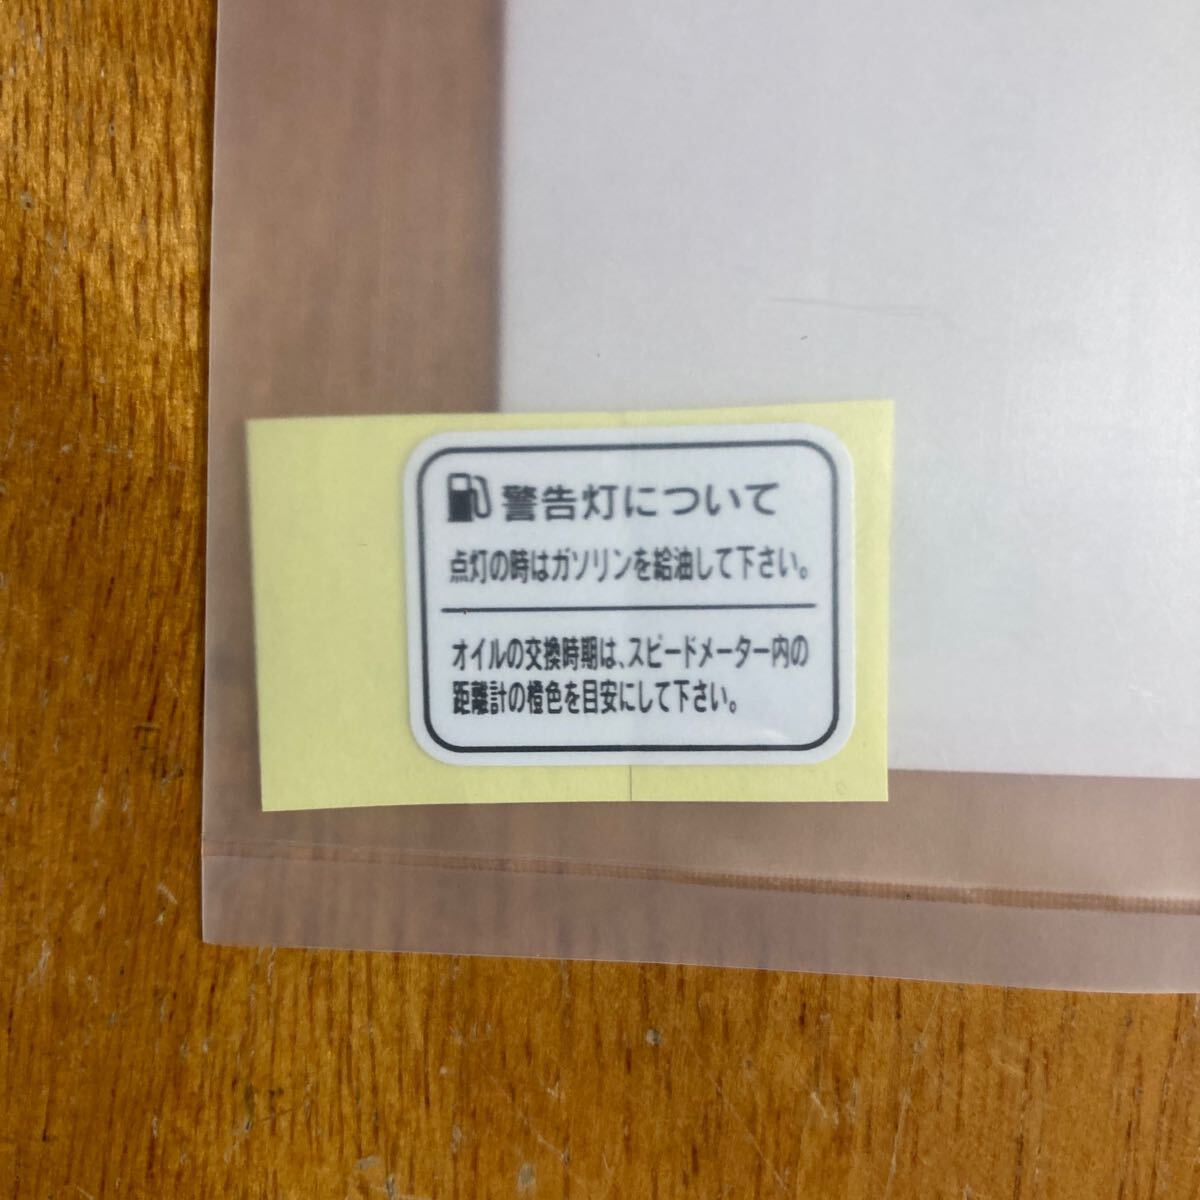 警告灯について
点灯の時はガソリンを給油して下さい。
オイルの交換時期は、スピードメーター内の
距離計の橙色を目安にして下さい。